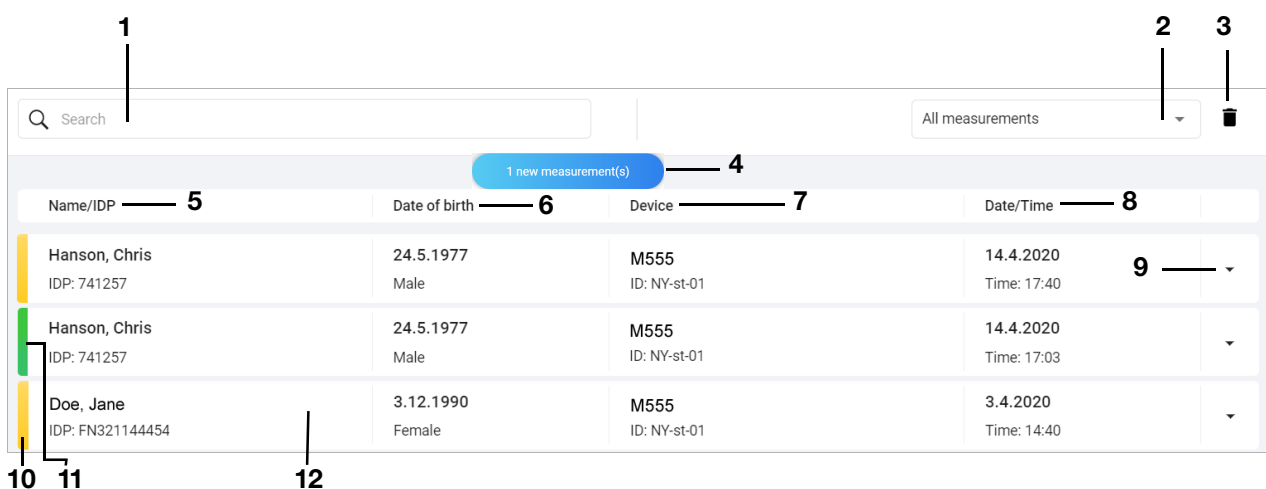 1
2
3
Search
All measurements
1 new measurement(s)
4
Name/IDP
5
Date of birth
6
Device
7
Date/Time
8
Hanson, Chris
24.5.1977
M555
14.4.2020
IDP: 741257
Male
ID: NY-st-01
Time: 17:40
9
Hanson, Chris
24.5.1977
M555
14.4.2020
IDP: 741257
Male
ID: NY-st-01
Time: 17:03
Doe, Jane
3.12.1990
M555
3.4.2020
IDP: FN321144454
Female
ID: NY-st-01
Time: 14:40
10
11
12